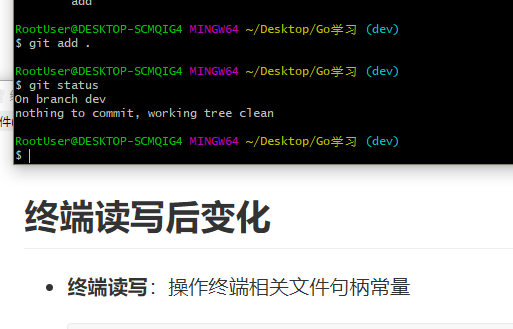 add
RootUser@DESKTOP-SCMQIG4 MINGW64 ~/Desktop/Go学习 (dev)
$ git add .
RootUser@DESKTOP-SCMQIG4 MINGW64 ~/Desktop/Go学习 (dev)
$ git status
On branch dev
nothing to commit, working tree clean
RootUser@DESKTOP-SCMQIG4 MINGW64 ~/Desktop/Go学习 (dev)
$
终端读写后变化
• 终端读写：操作终端相关文件句柄常量